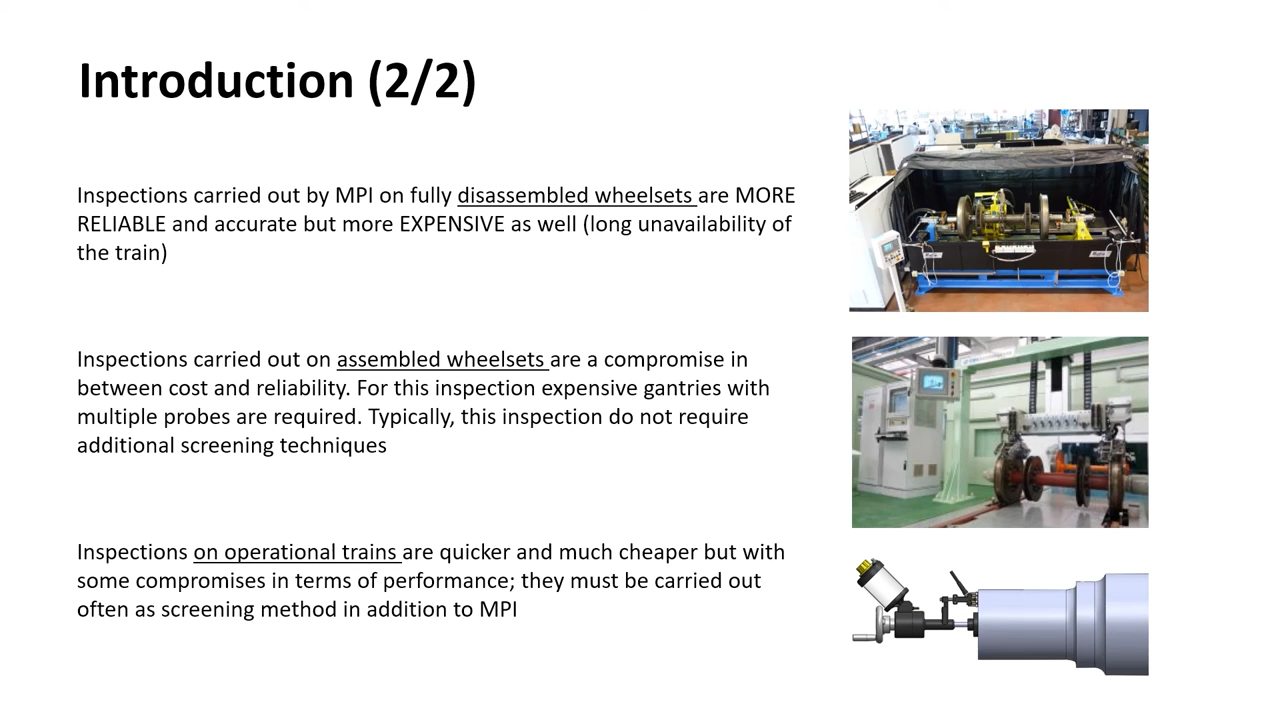 Introduction (2/2)
Inspections carried out by MPI on fully disassembled wheelsets are MORE
RELIABLE and accurate but more EXPENSIVE as well (long unavailability of
the train)
Inspections carried out on assembled wheelsets are a compromise in
between cost and reliability. For this inspection expensive gantries with
multiple probes are required. Typically, this inspection do not require
additional screening techniques
Inspections on operational trains are quicker and much cheaper but with
some compromises in terms of performance; they must be carried out
often as screening method in addition to MPI